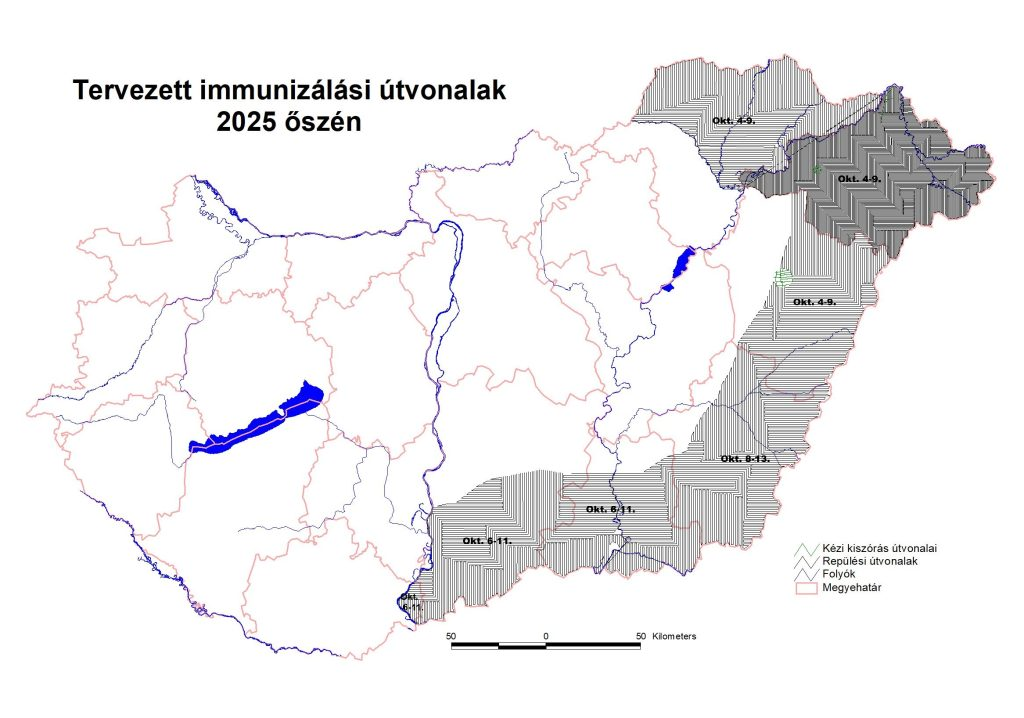 Tervezett immunizálási útvonalak
2025 őszén
Okt. 4-9.
Okt. 4-9.
Okt. 4-9.
Okt. 8-13.
Okt. 6-11.
Okt. 6-11.
Okt.
6-11.
Kézi kiszórás útvonalai
Repülési útvonalak
Folyók
Megyehatár
50 0 50 Kilometers